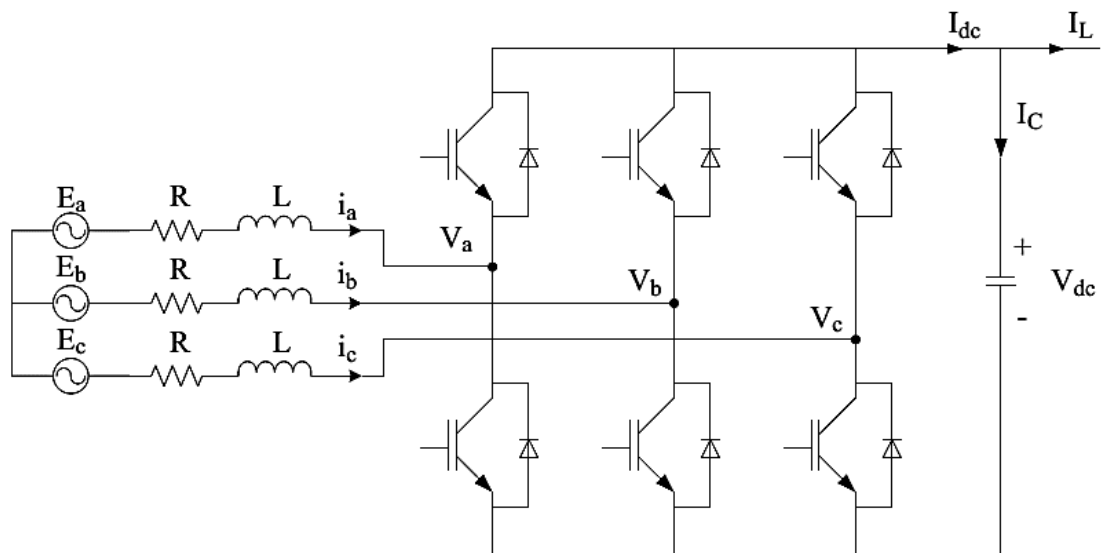 I_dc I_L
I_C
E_a R L i_a
V_a
E_b R L i_b
V_b
+
V_dc
E_c R L i_c
V_c
-